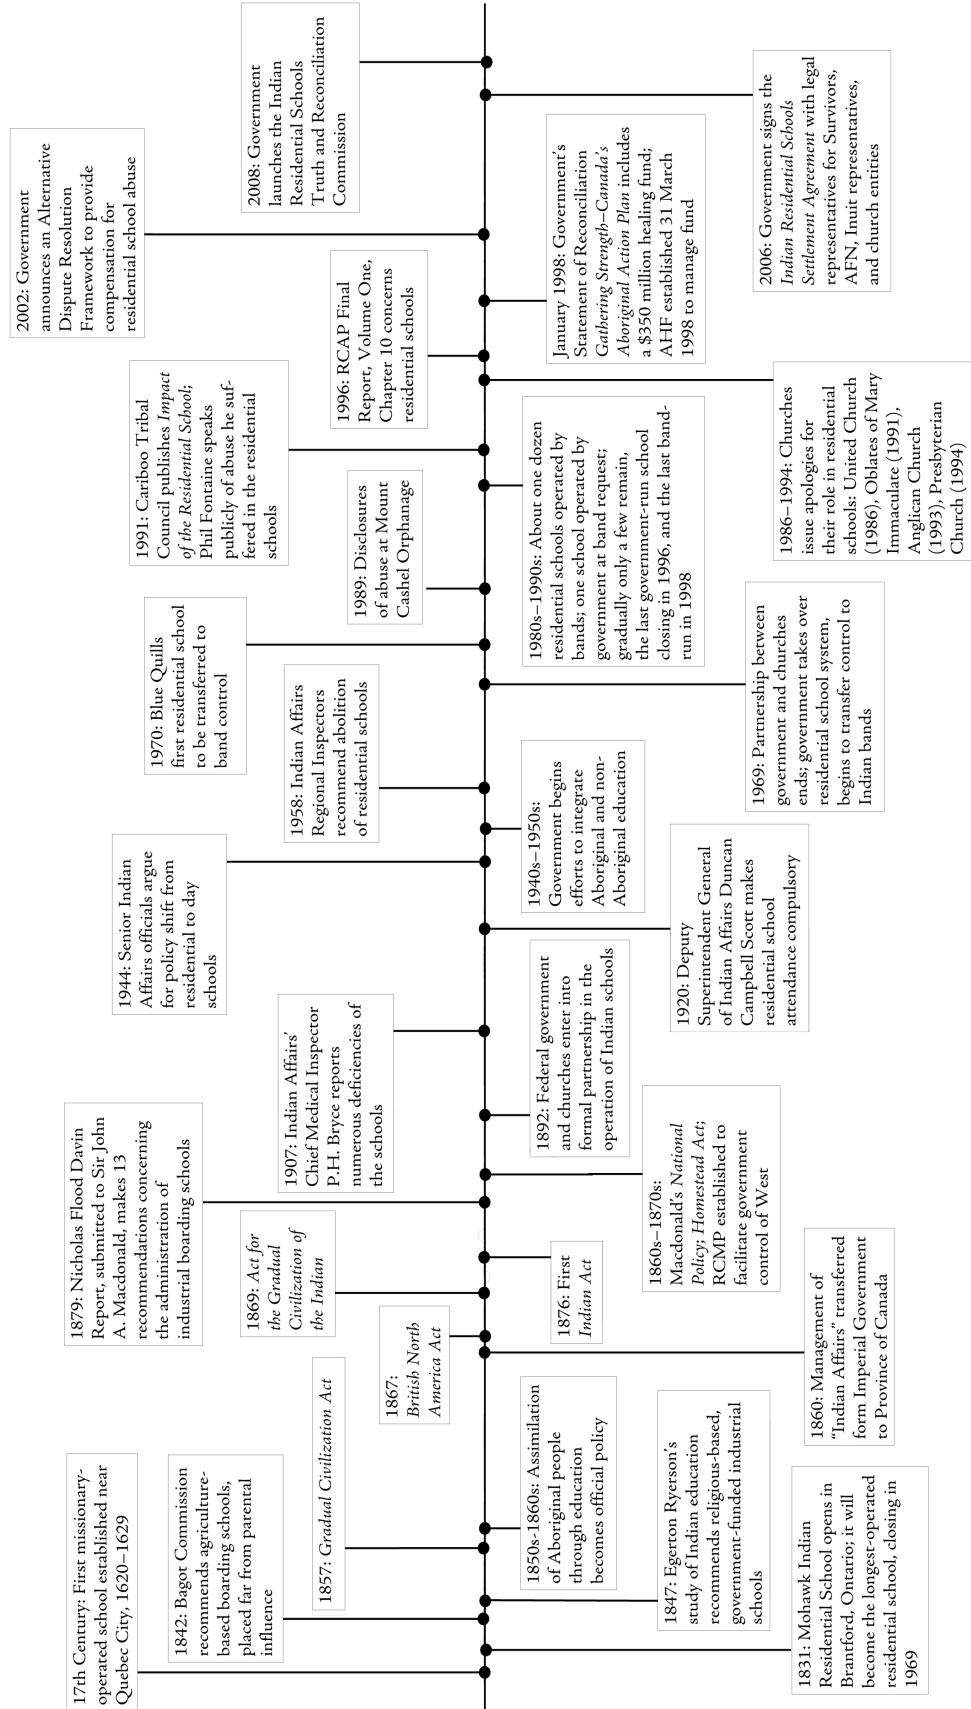 17th Century: First missionary-
operated school established near
Quebec City, 1620–1629
1831: Mohawk Indian
Residential School opens in
Brantford, Ontario; it will
become the longest-operated
residential school, closing in
1969
1842: Bagot Commission
recommends agriculture-
based boarding schools,
placed far from parental
influence
1847: Egerton Ryerson's
study of Indian education
recommends religious-based,
government-funded industrial
schools
1857: Gradual Civilization Act
1850s-1860s: Assimilation
of Aboriginal people
through education
becomes official policy
1860: Management of
"Indian Affairs" transferred
form Imperial Government
to Province of Canada
1867:
British North
America Act
1869: Act for
the Gradual
Civilization of
the Indian
1876: First
Indian Act
1879: Nicholas Flood Davin
Report, submitted to Sir John
A. Macdonald, makes 13
recommendations concerning
the administration of
industrial boarding schools
1860s–1870s:
Macdonald's National
Policy; Homestead Act;
RCMP established to
facilitate government
control of West
1892: Federal government
and churches enter into
formal partnership in the
operation of Indian schools
1907: Indian Affairs'
Chief Medical Inspector
P.H. Bryce reports
numerous deficiencies of
the schools
1920: Deputy
Superintendent General
of Indian Affairs Duncan
Campbell Scott makes
residential school
attendance compulsory
1944: Senior Indian
Affairs officials argue
for policy shift from
residential to day
schools
1940s–1950s:
Government begins
efforts to integrate
Aboriginal and non-
Aboriginal education
1958: Indian Affairs
Regional Inspectors
recommend abolition
of residential schools
1969: Partnership between
government and churches
ends; government takes over
residential school system,
begins to transfer control to
Indian bands
1970: Blue Quills
first residential school
to be transferred to
band control
1989: Disclosures
of abuse at Mount
Cashel Orphanage
1980s–1990s: About one dozen
residential schools operated by
bands; one school operated by
government at band request;
gradually only a few remain,
the last government-run school
closing in 1996, and the last band-
run in 1998
1991: Cariboo Tribal
Council publishes Impact
of the Residential School;
Phil Fontaine speaks
publicly of abuse he suf-
fered in the residential
schools
1986–1994: Churches
issue apologies for
their role in residential
schools: United Church
(1986), Oblates of Mary
Immaculate (1991),
Anglican Church
(1993), Presbyterian
Church (1994)
1996: RCAP Final
Report, Volume One,
Chapter 10 concerns
residential schools
January 1998: Government's
Statement of Reconciliation
Gathering Strength–Canada's
Aboriginal Action Plan includes
a $350 million healing fund;
AHF established 31 March
1998 to manage fund
2002: Government
announces an Alternative
Dispute Resolution
Framework to provide
compensation for
residential school abuse
2006: Government signs the
Indian Residential Schools
Settlement Agreement with legal
representatives for Survivors,
AFN, Inuit representatives,
and church entities
2008: Government
launches the Indian
Residential Schools
Truth and Reconciliation
Commission